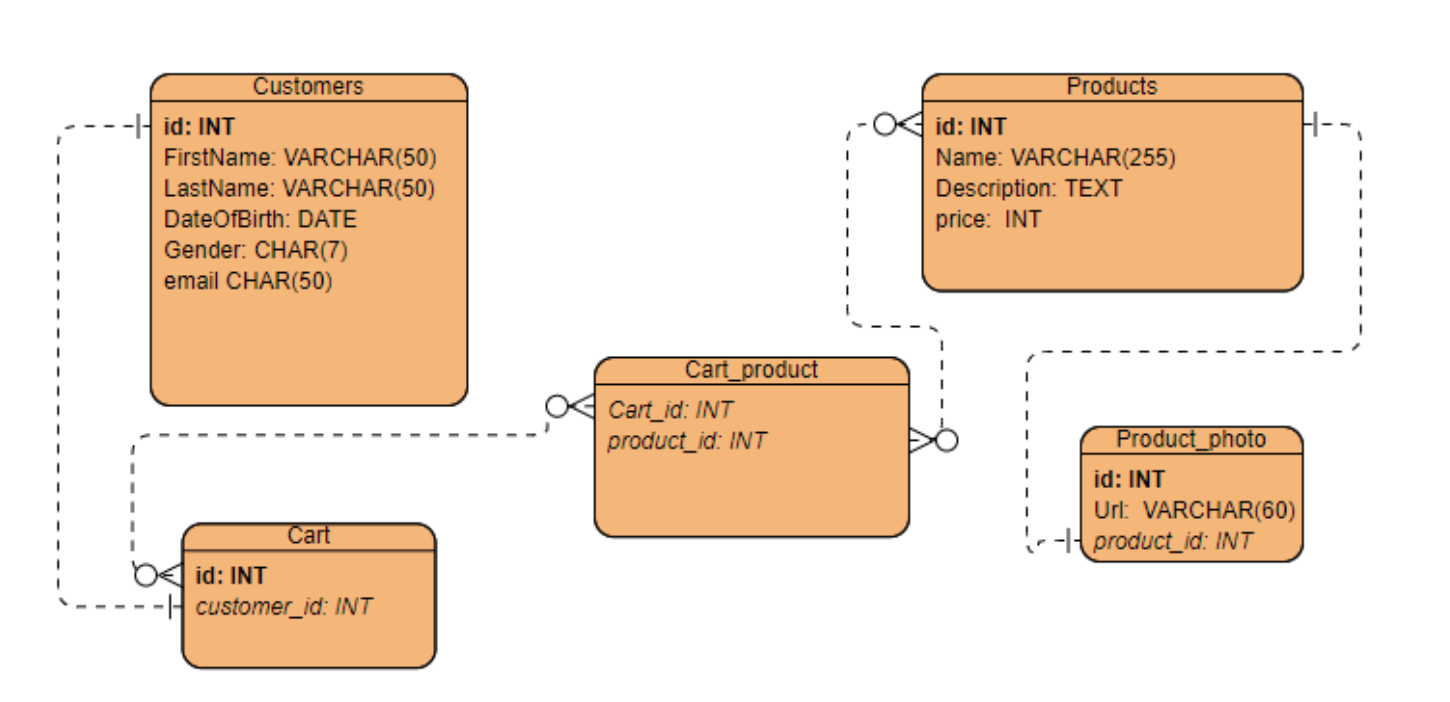 Customers
id: INT
FirstName: VARCHAR(50)
LastName: VARCHAR(50)
DateOfBirth: DATE
Gender: CHAR(7)
email CHAR(50)
Products
id: INT
Name: VARCHAR(255)
Description: TEXT
price: INT
Cart_product
Cart_id: INT
product_id: INT
Product_photo
id: INT
Url: VARCHAR(60)
product_id: INT
Cart
id: INT
customer_id: INT